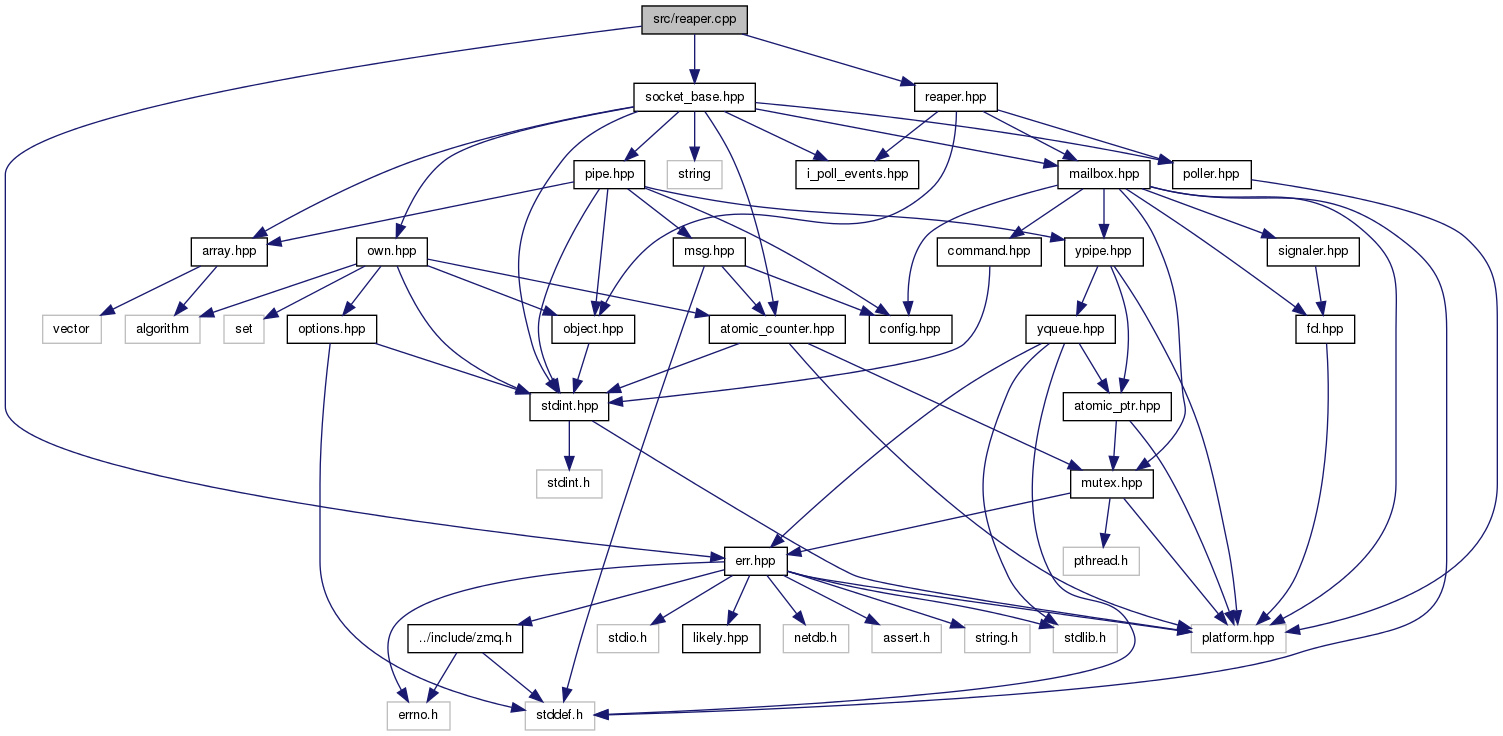 src/reaper.cpp
socket_base.hpp
reaper.hpp
pipe.hpp
string
i_poll_events.hpp
mailbox.hpp
poller.hpp
array.hpp
own.hpp
msg.hpp
command.hpp
ypipe.hpp
signaler.hpp
vector
algorithm
set
options.hpp
object.hpp
atomic_counter.hpp
config.hpp
yqueue.hpp
fd.hpp
stdint.hpp
atomic_ptr.hpp
stdint.h
mutex.hpp
err.hpp
pthread.h
../include/zmq.h
stdio.h
likely.hpp
netdb.h
assert.h
string.h
stdlib.h
platform.hpp
errno.h
stddef.h